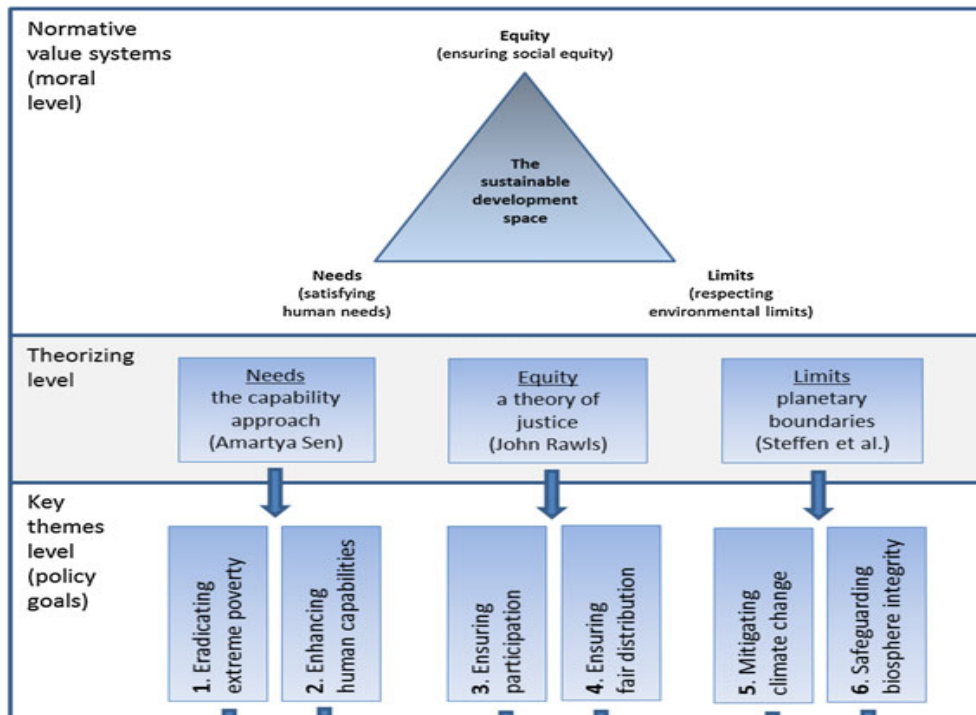 Normative
value systems
(moral
level)
Equity
(ensuring social equity)
The
sustainable
development
space
Needs
(satisfying
human needs)
Limits
(respecting
environmental limits)
Theorizing
level
Needs
the capability
approach
(Amartya Sen)
Equity
a theory of
justice
(John Rawls)
Limits
planetary
boundaries
(Steffen et al.)
Key
themes
level
(policy
goals)
1. Eradicating
extreme poverty
2. Enhancing
human capabilities
3. Ensuring
participation
4. Ensuring
fair distribution
5. Mitigating
climate change
6. Safeguarding
biosphere integrity